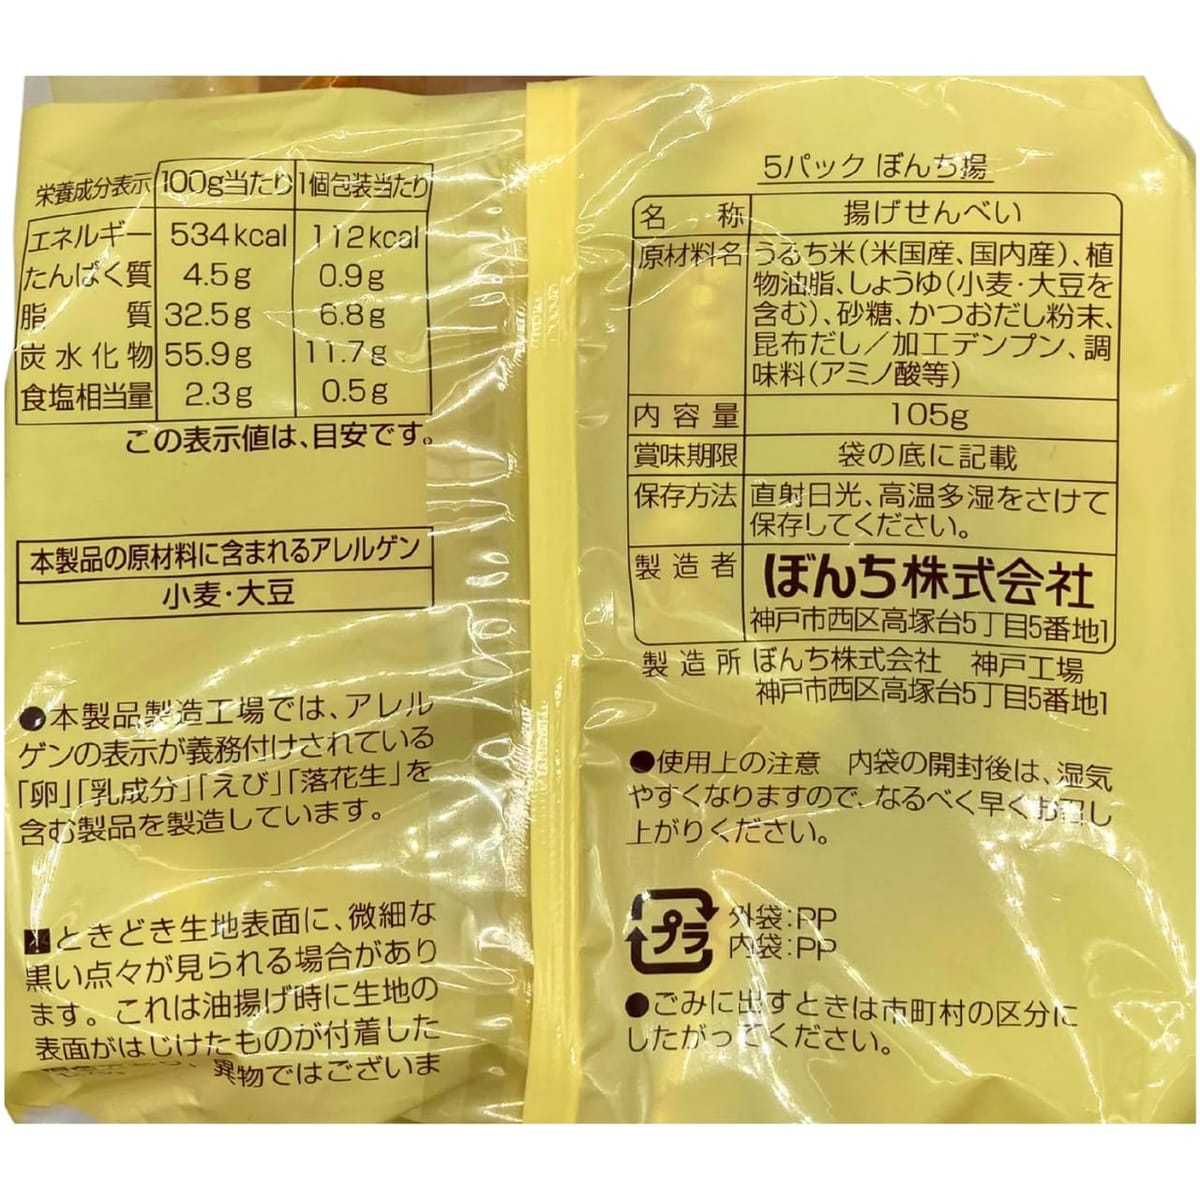 栄養成分表示 100g当たり 1個包装当たり
エネルギー 534kcal 112kcal
たんぱく質 4.5g 0.9g
脂質 32.5g 6.8g
炭水化物 55.9g 11.7g
食塩相当量 2.3g 0.5g
この表示値は、目安です。
本製品の原材料に含まれるアレルゲン
小麦・大豆
●本製品製造工場では、アレル
ゲンの表示が義務付けされている
「卵」「乳成分」「えび」「落花生」を
含む製品を製造しています。
ときどき生地表面に、微細な
黒い点々が見られる場合があり
ます。これは油揚げ時に生地の
表面がはじけたものが付着した
異物ではございま
5パック ぼんち揚
名称 揚げせんべい
原材料名 うるち米(米国産、国内産)、植
物油脂、しょうゆ(小麦・大豆を
含む)、砂糖、かつおだし粉末、
昆布だし/加工デンプン、調
味料(アミノ酸等)
内容量 105g
賞味期限 袋の底に記載
保存方法 直射日光、高温多湿をさけて
保存してください。
製造者 ぼんち株式会社
神戸市西区高塚台5丁目5番地1
製造所 ぼんち株式会社 神戸工場
神戸市西区高塚台5丁目5番地1
●使用上の注意 内袋の開封後は、湿気
やすくなりますので、なるべく早くお召し
上がりください。
プラ 外袋:PP
内袋:PP
●ごみに出すときは市町村の区分に
したがってください。